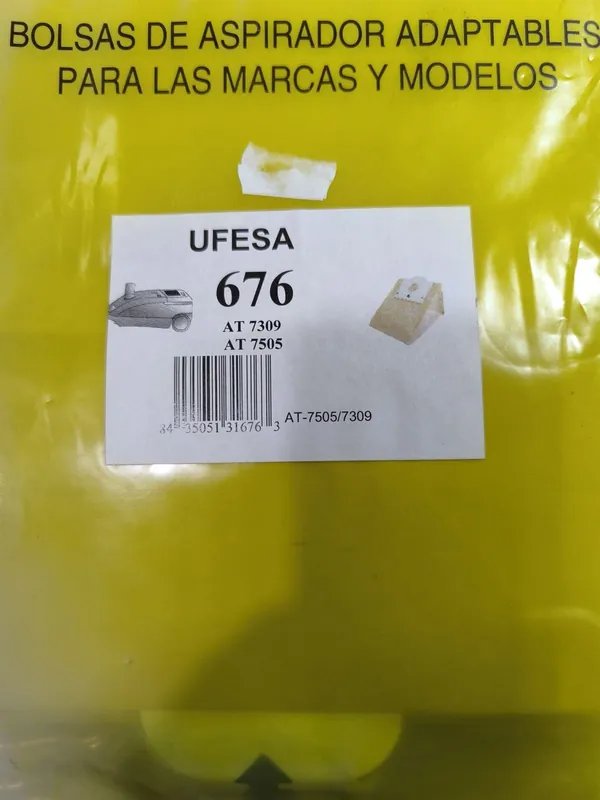 BOLSAS DE ASPIRADOR ADAPTABLES
PARA LAS MARCAS Y MODELOS
UFESA
676
AT 7309
AT 7505
AT-7505/7309
84 35051 31676 3